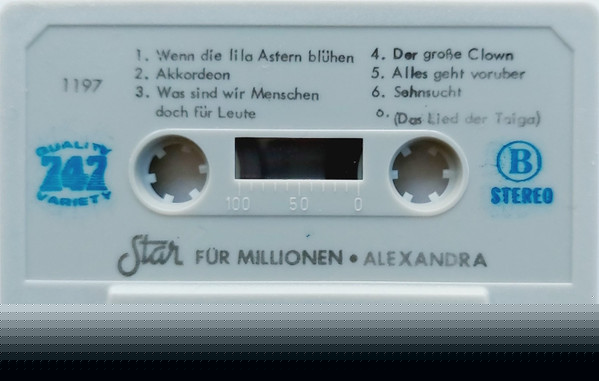 1. Wenn die lila Astern blühen
2. Akkordeon
3. Was sind wir Menschen
doch für Leute
4. Der große Clown
5. Alles geht voruber
6. Sehnsucht
(Das Lied der Taiga)
1197
QUALITY
747
VARIETY
B
STEREO
100 50 0
Star FÜR MILLIONEN • ALEXANDRA